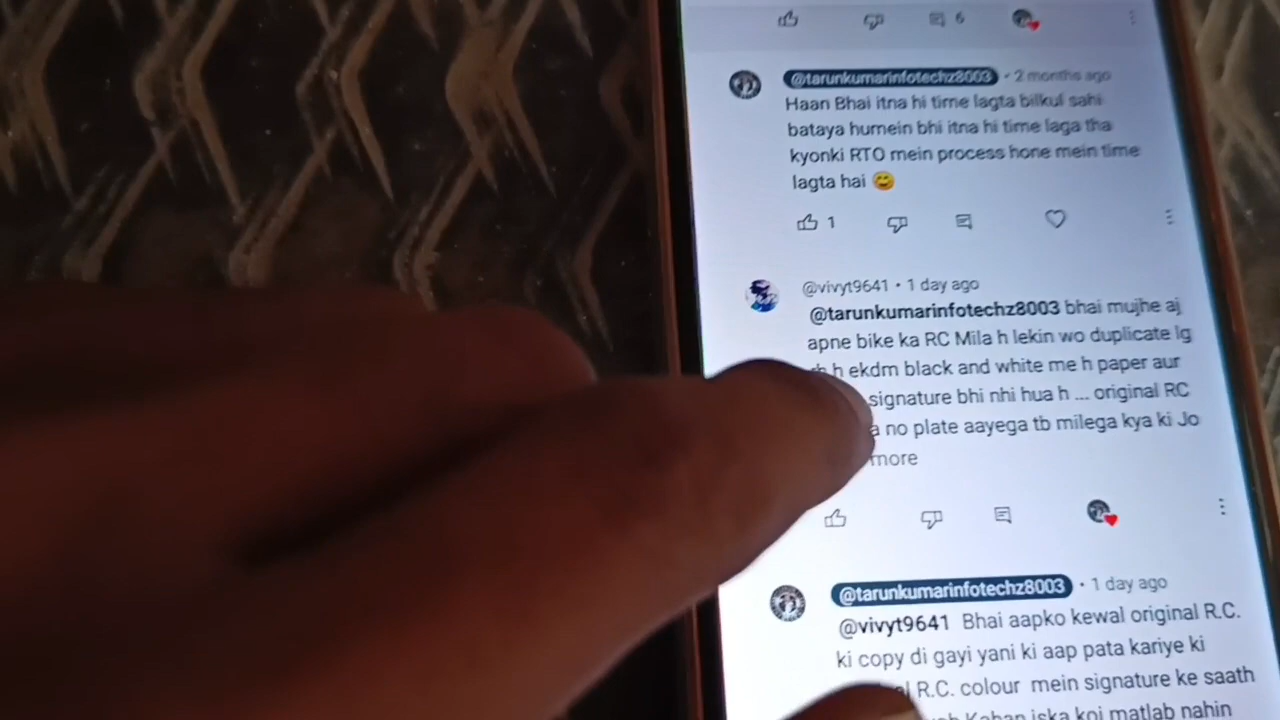 6
@tarunkumarinfotechz8003 • 2 months ago
Haan Bhai itna hi time lagta bilkul sahi
bataya humein bhi itna hi time laga tha
kyonki RTO mein process hone mein time
lagta hai 😄
1
@vivyt9641 • 1 day ago
@tarunkumarinfotechz8003 bhai mujhe aj
apne bike ka RC Mila h lekin wo duplicate lg
h ekdm black and white me h paper aur
signature bhi nhi hua h ... original RC
no plate aayega tb milega kya ki Jo
more
@tarunkumarinfotechz8003 • 1 day ago
@vivyt9641 Bhai aapko kewal original R.C.
ki copy di gayi yani ki aap pata kariye ki
R.C. colour mein signature ke saath
Kahan iska koi matlab nahin